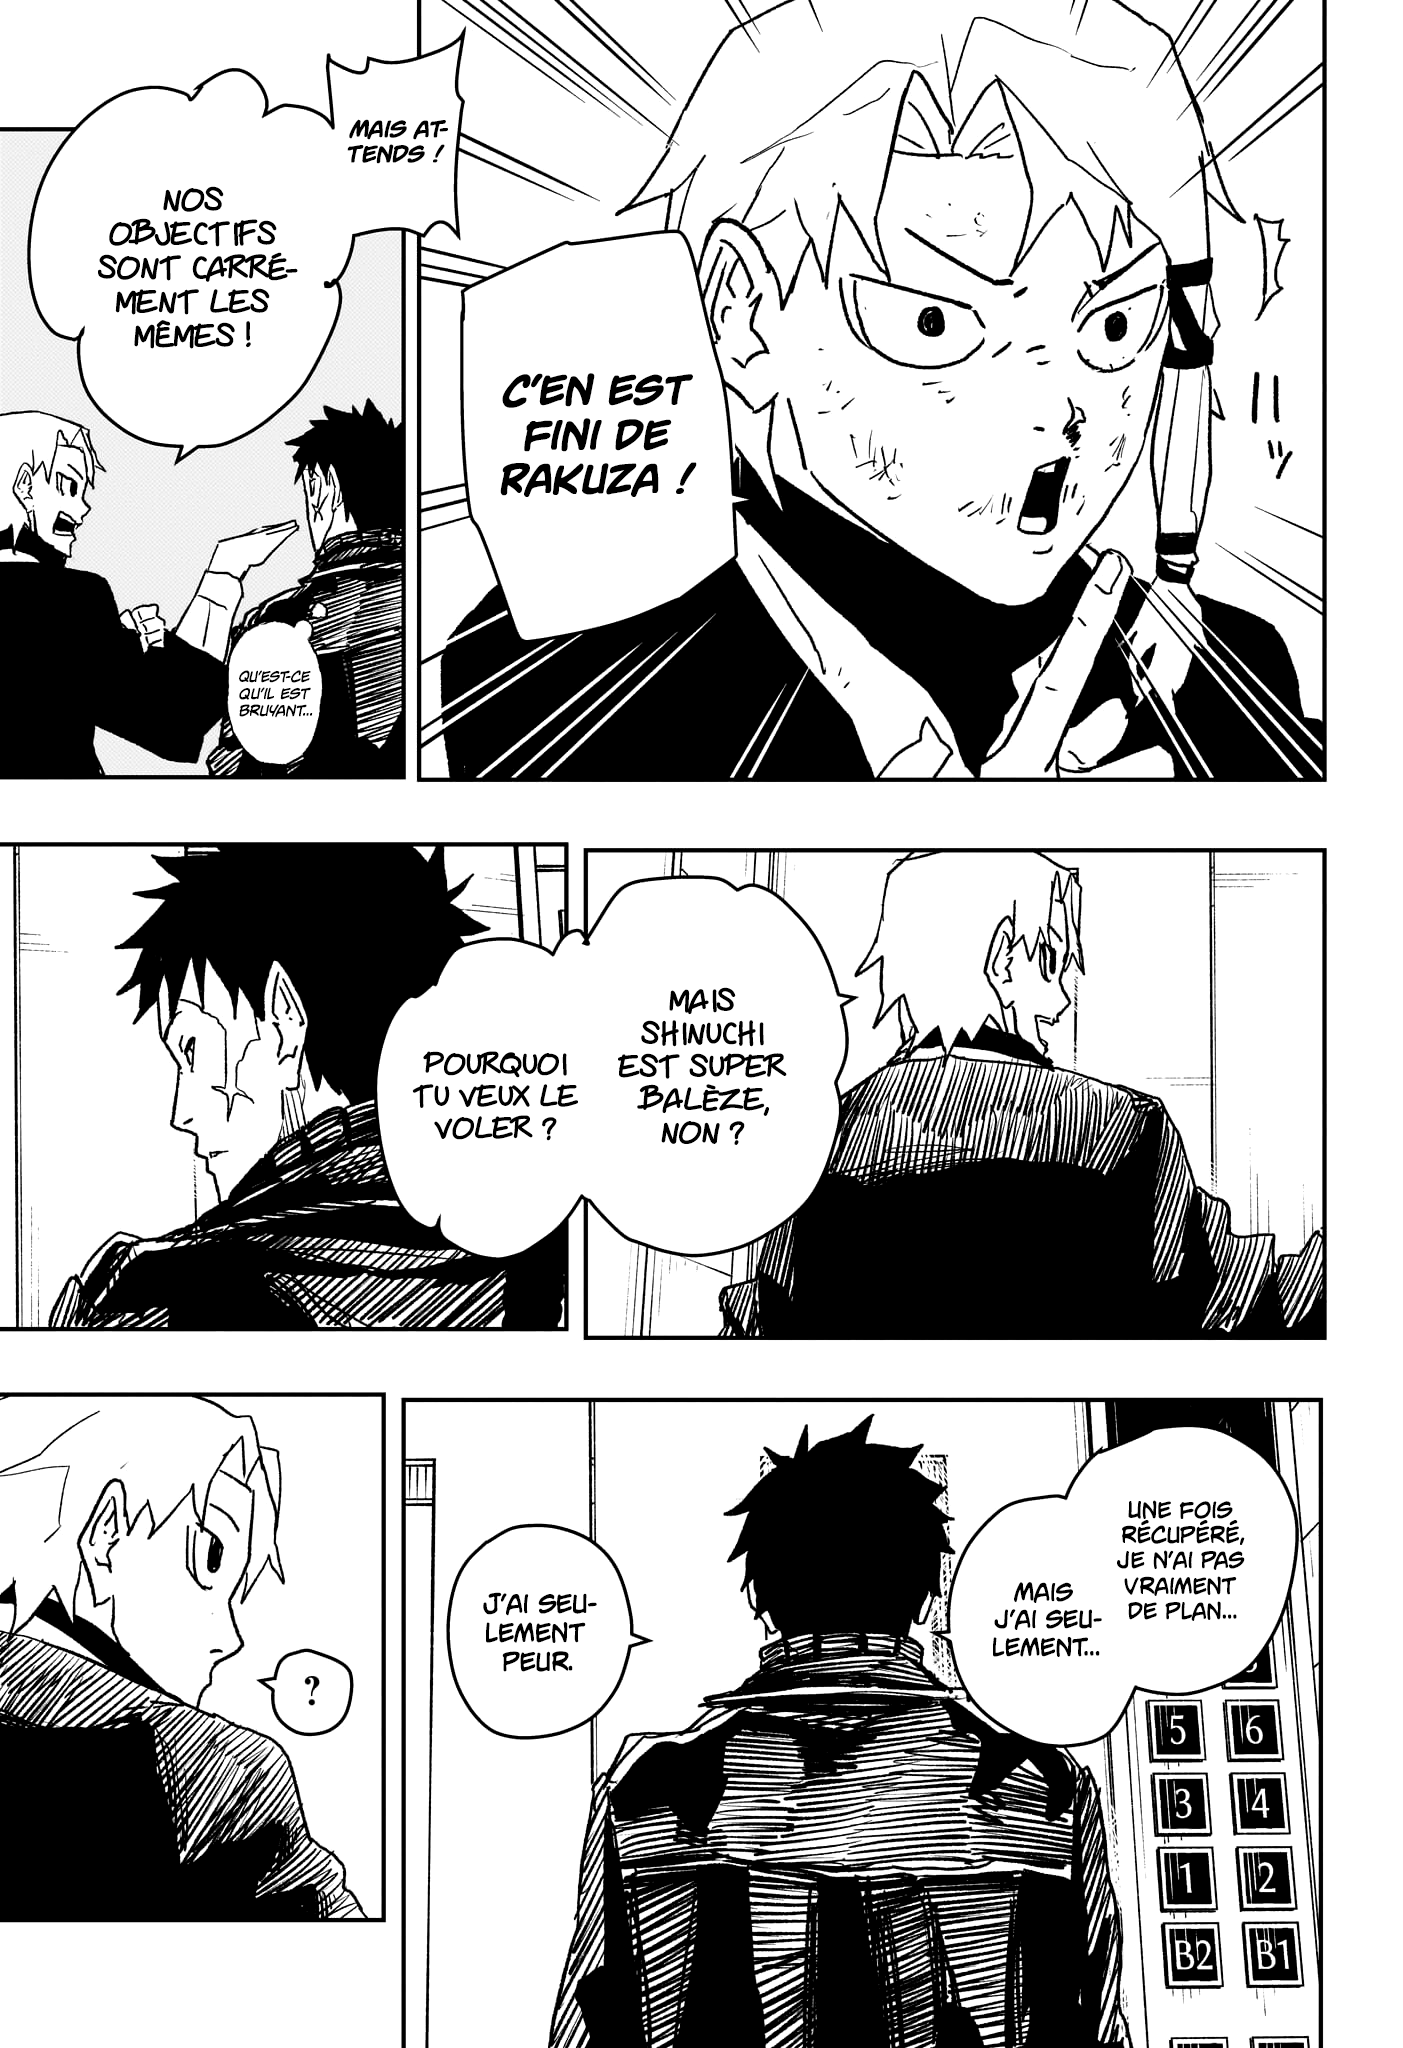 C'EN EST
FINI DE
RAKUZA !
MAIS AT-
TENDS !
NOS
OBJECTIFS
SONT CARRÉ-
MENT LES
MÊMES !
QU'EST-CE
QU'IL EST
BRUYANT...
MAIS
SHINUCHI
EST SUPER
BALÈZE,
NON ?
POURQUOI
TU VEUX LE
VOLER ?
UNE FOIS
RÉCUPÉRÉ,
JE N'AI PAS
VRAIMENT
DE PLAN...
MAIS
J'AI SEU-
LEMENT...
J'AI SEU-
LEMENT
PEUR.
5 6
3 4
1 2
B2 B1
?